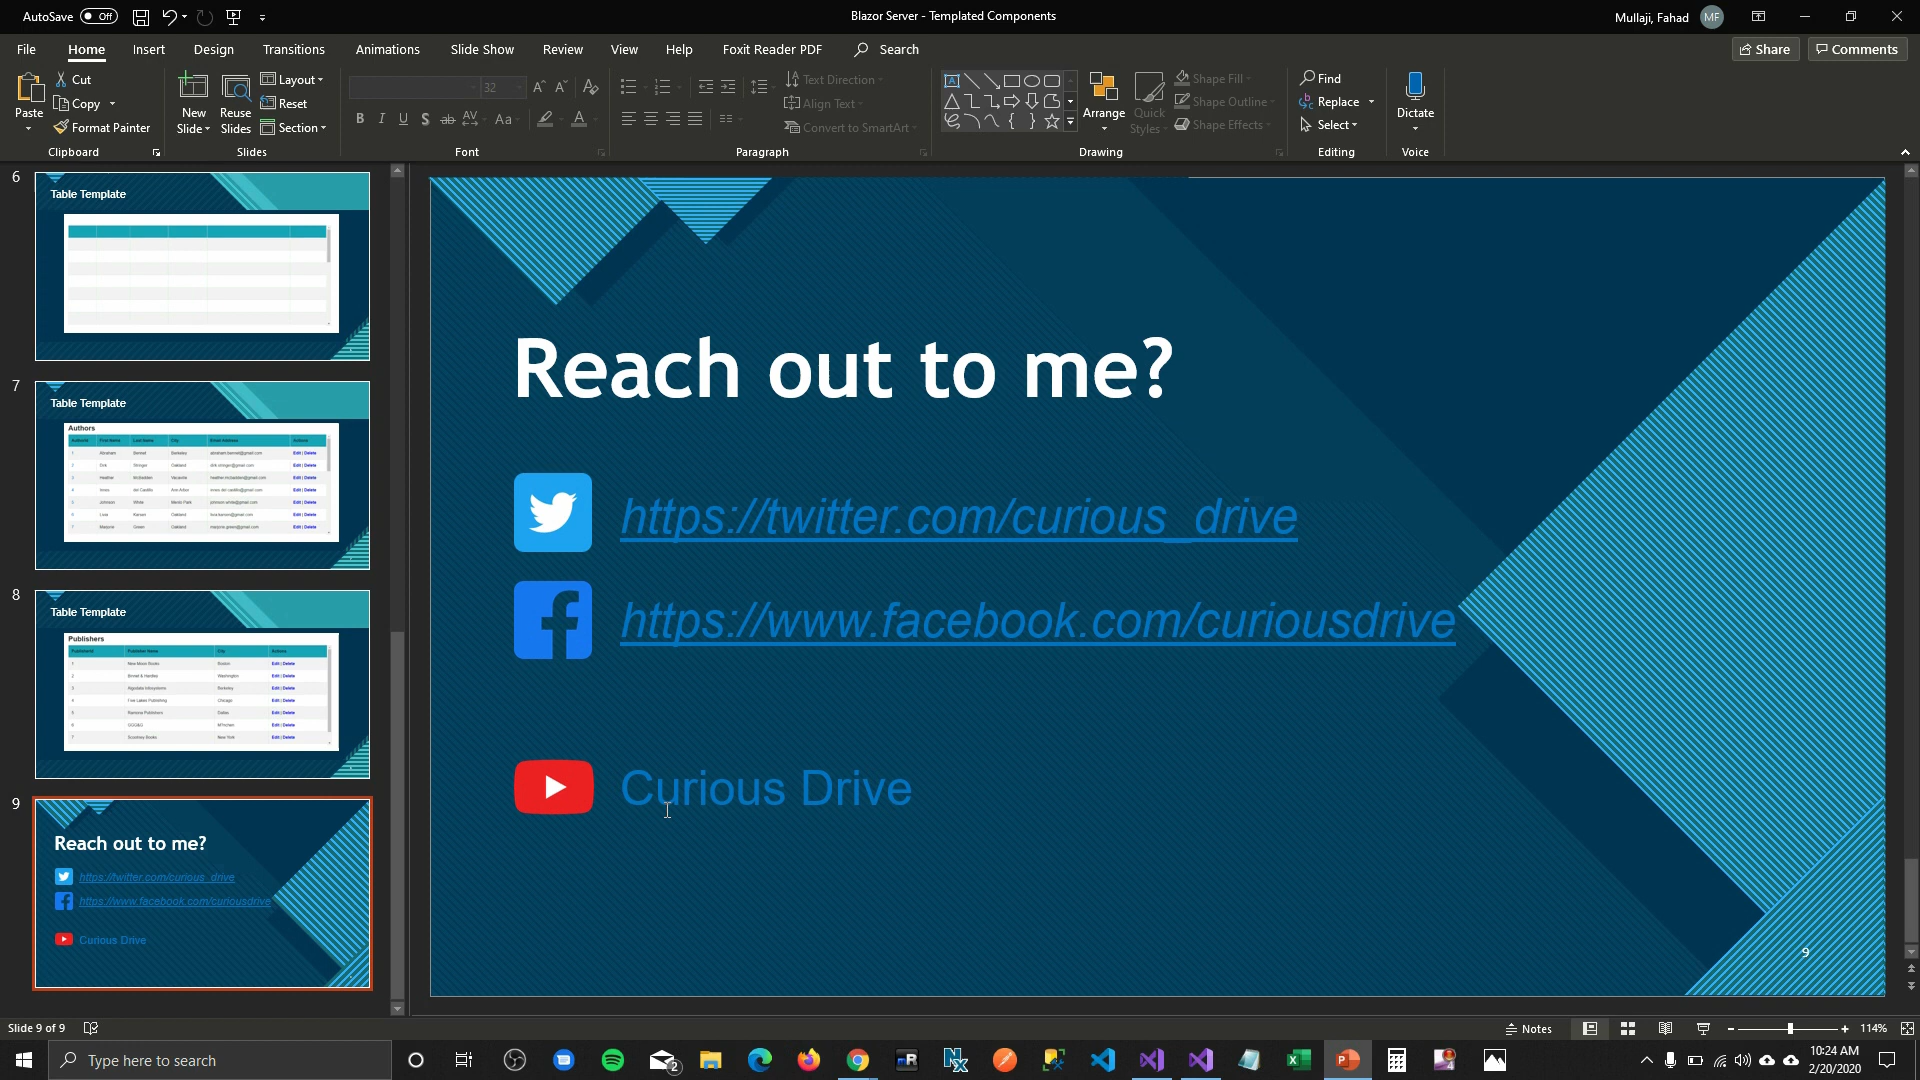 AutoSave Off
Blazor Server - Templated Components
Mullaji, Fahad MF
File Home Insert Design Transitions Animations Slide Show Review View Help Foxit Reader PDF Search
Share Comments
Paste
Cut
Copy
Format Painter
Clipboard
New Slide
Reuse Slides
Layout
Reset
Section
Slides
32
B I U S ab AV Aa A
Font
Text Direction
Align Text
Convert to SmartArt
Paragraph
Arrange
Quick Styles
Shape Fill
Shape Outline
Shape Effects
Drawing
Find
Replace
Select
Editing
Dictate
Voice
6
Table Template
7
Table Template
Authors
8
Table Template
Publishers
9
Reach out to me?
https://twitter.com/curious_drive
https://www.facebook.com/curiousdrive
Curious Drive
Reach out to me?
https://twitter.com/curious_drive
https://www.facebook.com/curiousdrive
Curious Drive
9
Slide 9 of 9
Notes
114%
Type here to search
2
10:24 AM
2/20/2020